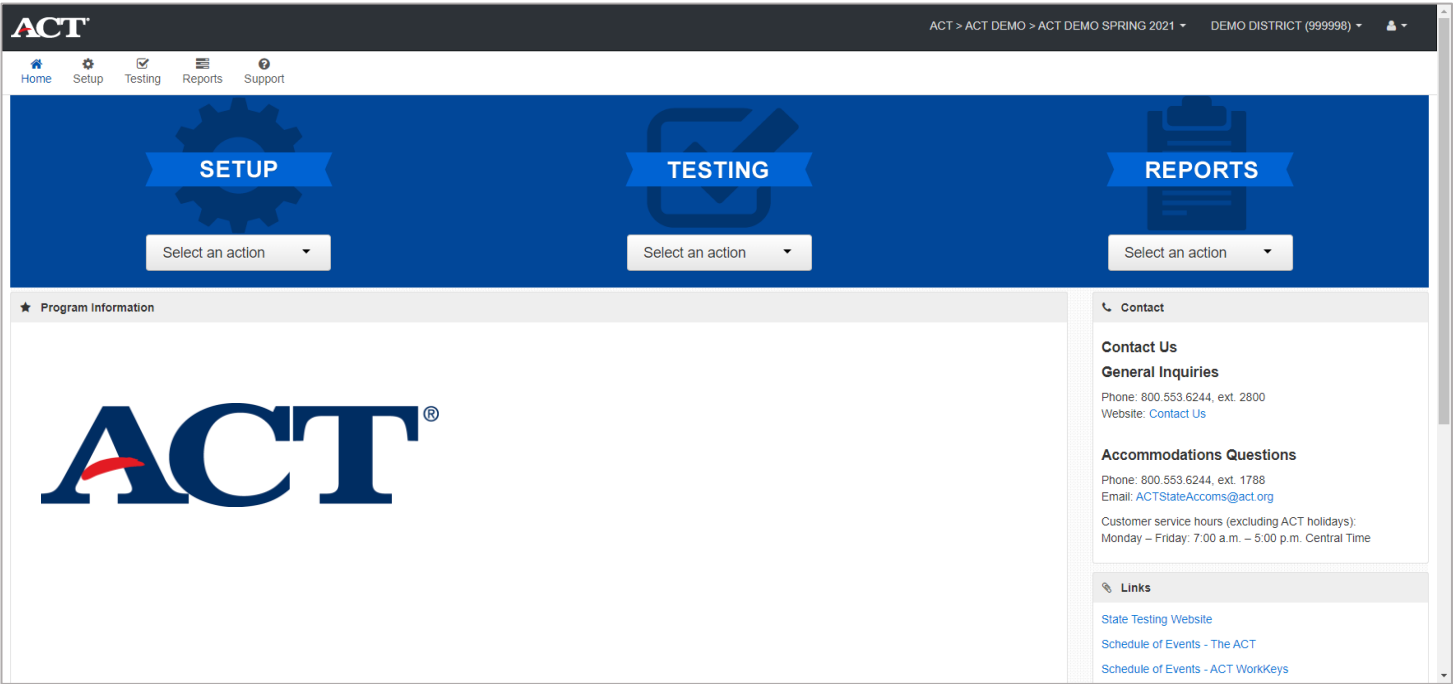 ACT
ACT > ACT DEMO > ACT DEMO SPRING 2021
DEMO DISTRICT (999998)
Home
Setup
Testing
Reports
Support
SETUP
TESTING
REPORTS
Select an action
Select an action
Select an action
Program Information
ACT®
Contact
Contact Us
General Inquiries
Phone: 800.553.6244, ext. 2800
Website: Contact Us
Accommodations Questions
Phone: 800.553.6244, ext. 1788
Email: ACTStateAccoms@act.org
Customer service hours (excluding ACT holidays):
Monday – Friday: 7:00 a.m. – 5:00 p.m. Central Time
Links
State Testing Website
Schedule of Events - The ACT
Schedule of Events - ACT WorkKeys